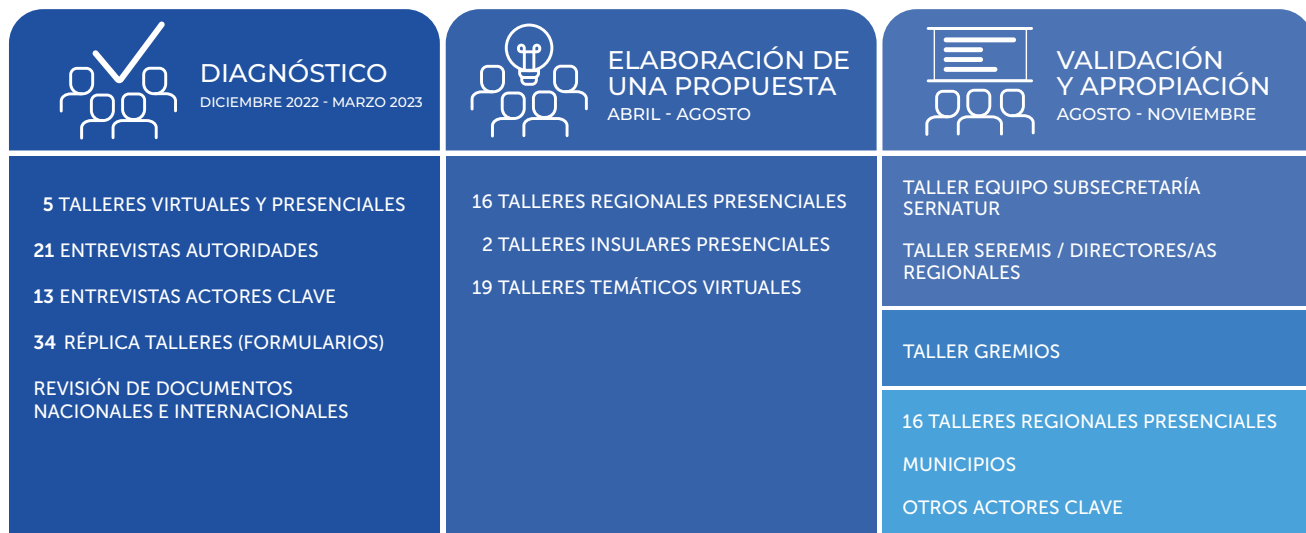 DIAGNÓSTICO
DICIEMBRE 2022 - MARZO 2023
5 TALLERES VIRTUALES Y PRESENCIALES
21 ENTREVISTAS AUTORIDADES
13 ENTREVISTAS ACTORES CLAVE
34 RÉPLICA TALLERES (FORMULARIOS)
REVISIÓN DE DOCUMENTOS
NACIONALES E INTERNACIONALES
ELABORACIÓN DE
UNA PROPUESTA
ABRIL - AGOSTO
16 TALLERES REGIONALES PRESENCIALES
2 TALLERES INSULARES PRESENCIALES
19 TALLERES TEMÁTICOS VIRTUALES
VALIDACIÓN
Y APROPIACIÓN
AGOSTO - NOVIEMBRE
TALLER EQUIPO SUBSECRETARÍA
SERNATUR
TALLER SEREMIS / DIRECTORES/AS
REGIONALES
TALLER GREMIOS
16 TALLERES REGIONALES PRESENCIALES
MUNICIPIOS
OTROS ACTORES CLAVE